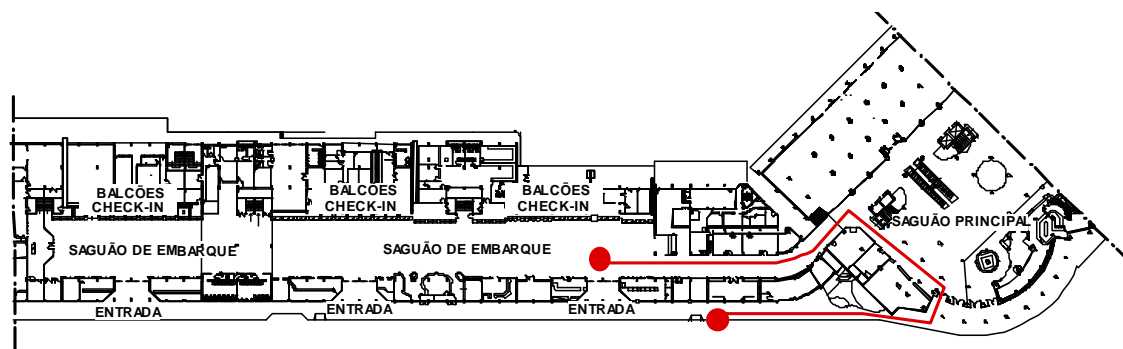 BALCÕES
CHECK-IN
BALCOES
CHECK-IN
BALCÕES
CHECK-IN
SAGUÃO PRINCIPAL
SAGUÃO DE EMBARQUE
SAGUÃO DE EMBARQUE
ENTRADA
ENTRADA
ENTRADA